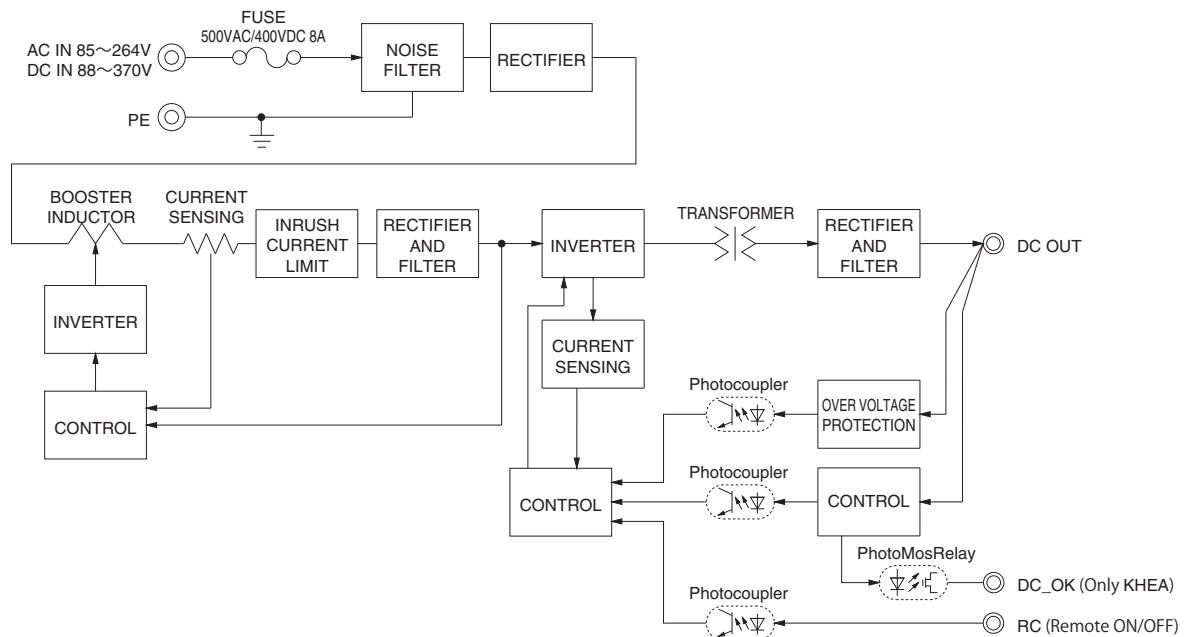 FUSE
500VAC/400VDC 8A
AC IN 85～264V
DC IN 88～370V
NOISE
FILTER
RECTIFIER
PE
BOOSTER
INDUCTOR
CURRENT
SENSING
INRUSH
CURRENT
LIMIT
RECTIFIER
AND
FILTER
INVERTER
TRANSFORMER
RECTIFIER
AND
FILTER
DC OUT
INVERTER
CURRENT
SENSING
CONTROL
Photocoupler
OVER VOLTAGE
PROTECTION
Photocoupler
CONTROL
CONTROL
PhotoMosRelay
DC_OK (Only KHEA)
Photocoupler
RC (Remote ON/OFF)